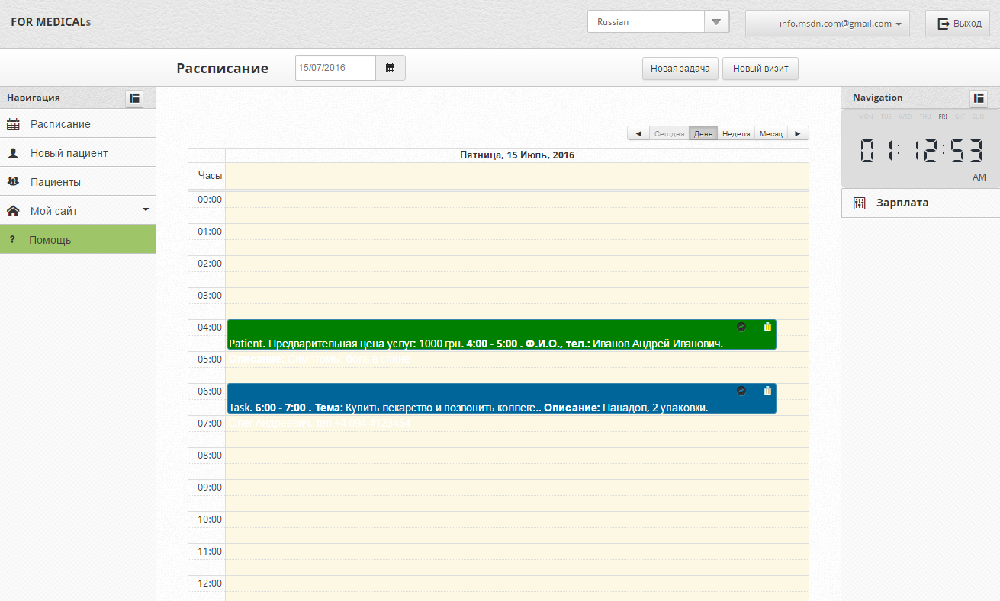 FOR MEDICALs
Russian
info.msdn.com@gmail.com
Выход
Рассписание
15/07/2016
Новая задача
Новый визит
Навигация
Расписание
Новый пациент
Пациенты
Мой сайт
? Помощь
Сегодня День Неделя Месяц
Пятница, 15 Июль, 2016
Часы
00:00
01:00
02:00
03:00
04:00
Patient. Предварительная цена услуг: 1000 грн. 4:00 - 5:00 . Ф.И.О., тел.: Иванов Андрей Иванович.
05:00
Описание: Симптомы: боль в спине
06:00
Task. 6:00 - 7:00 . Тема: Купить лекарство и позвонить коллеге.. Описание: Панадол, 2 упаковки.
07:00
Олег Андреевич, тел +4 094 4123454
08:00
09:00
10:00
11:00
12:00
Navigation
MON TUE WED THU FRI SAT SUN
01:12:53
AM
Зарплата